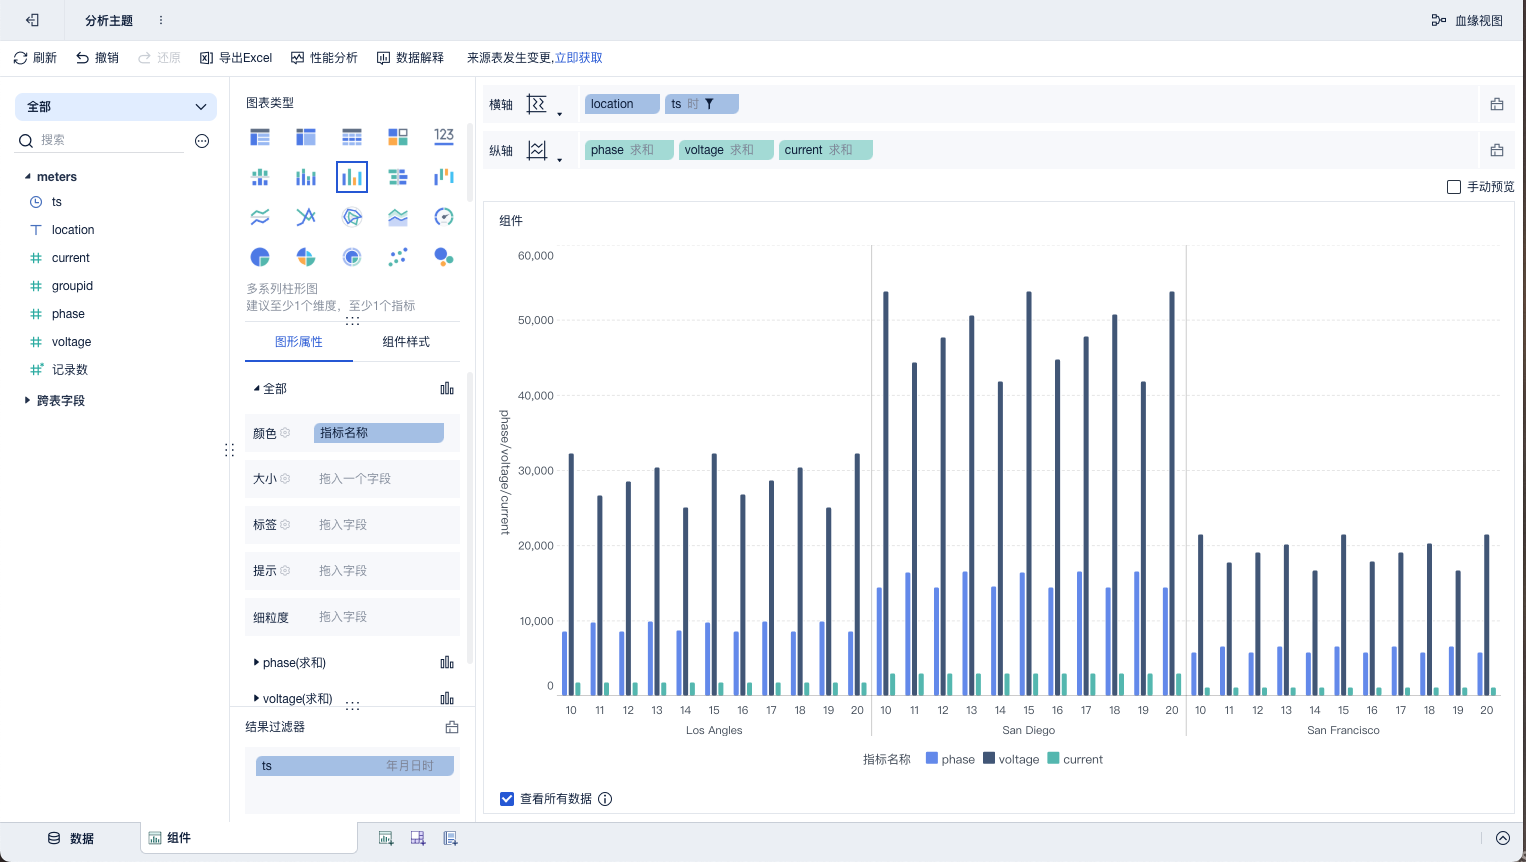 分析主题
血缘视图
刷新 撤销 还原 导出Excel 性能分析 数据解释 来源表发生变更,立即获取
全部
搜索
meters
ts
location
current
groupid
phase
voltage
记录数
跨表字段
图表类型
123
多系列柱形图
建议至少1个维度，至少1个指标
图形属性 组件样式
全部
颜色 指标名称
大小 拖入一个字段
标签 拖入字段
提示 拖入字段
细粒度 拖入字段
phase(求和)
voltage(求和)
结果过滤器
ts 年月日时
横轴 location ts 时
纵轴 phase 求和 voltage 求和 current 求和
手动预览
组件
60,000
50,000
40,000
30,000
20,000
10,000
0
phase/voltage/current
10 11 12 13 14 15 16 17 18 19 20 10 11 12 13 14 15 16 17 18 19 20 10 11 12 13 14 15 16 17 18 19 20
Los Angles San Diego San Francisco
指标名称 phase voltage current
查看所有数据
数据 组件